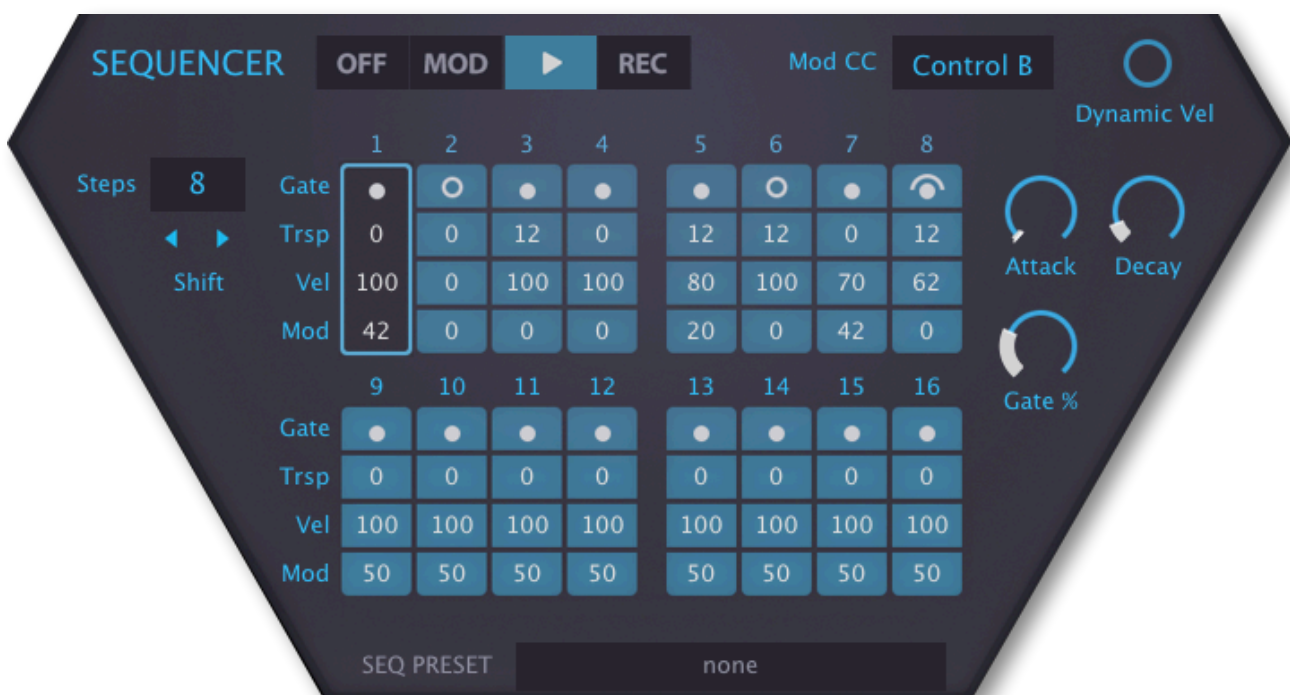 SEQUENCER OFF MOD REC Mod CC Control B
Dynamic Vel
1 2 3 4 5 6 7 8
Steps 8 Gate
Trsp 0 0 12 0 12 12 0 12
Shift Vel 100 0 100 100 80 100 70 62 Attack Decay
Mod 42 0 0 0 20 0 42 0
9 10 11 12 13 14 15 16
Gate %
Gate
Trsp 0 0 0 0 0 0 0 0
Vel 100 100 100 100 100 100 100 100
Mod 50 50 50 50 50 50 50 50
SEQ PRESET none